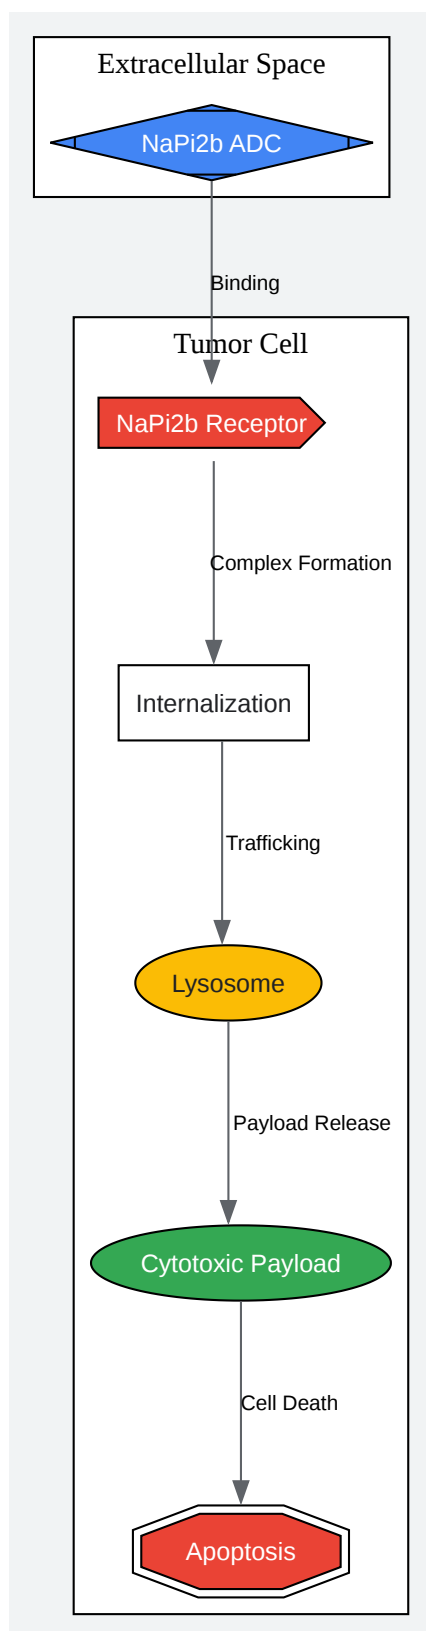 Extracellular Space
NaPi2b ADC
Binding
Tumor Cell
NaPi2b Receptor
Complex Formation
Internalization
Trafficking
Lysosome
Payload Release
Cytotoxic Payload
Cell Death
Apoptosis